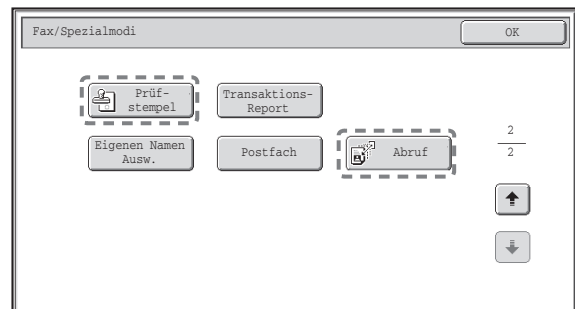 Fax/Spezialmodi
OK
Prüf-
stempel
Transaktions-
Report
Eigenen Namen
Ausw.
Postfach
Abruf
2
2